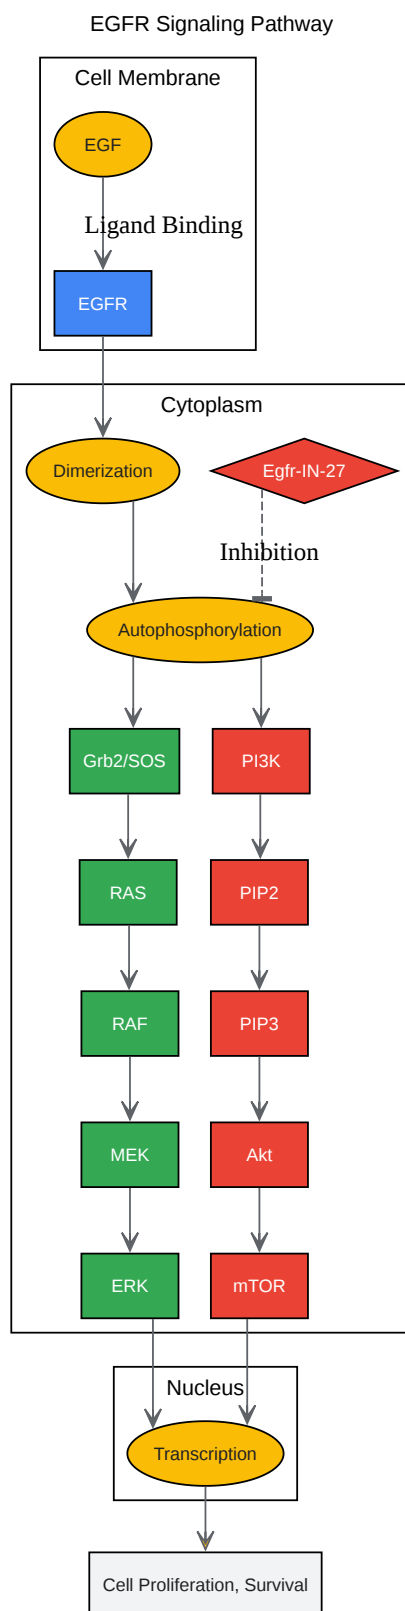 EGFR Signaling Pathway
Cell Membrane
EGF
Ligand Binding
EGFR
Cytoplasm
Dimerization
Egfr-IN-27
Inhibition
Autophosphorylation
Grb2/SOS
PI3K
RAS
PIP2
RAF
PIP3
MEK
Akt
ERK
mTOR
Nucleus
Transcription
Cell Proliferation, Survival